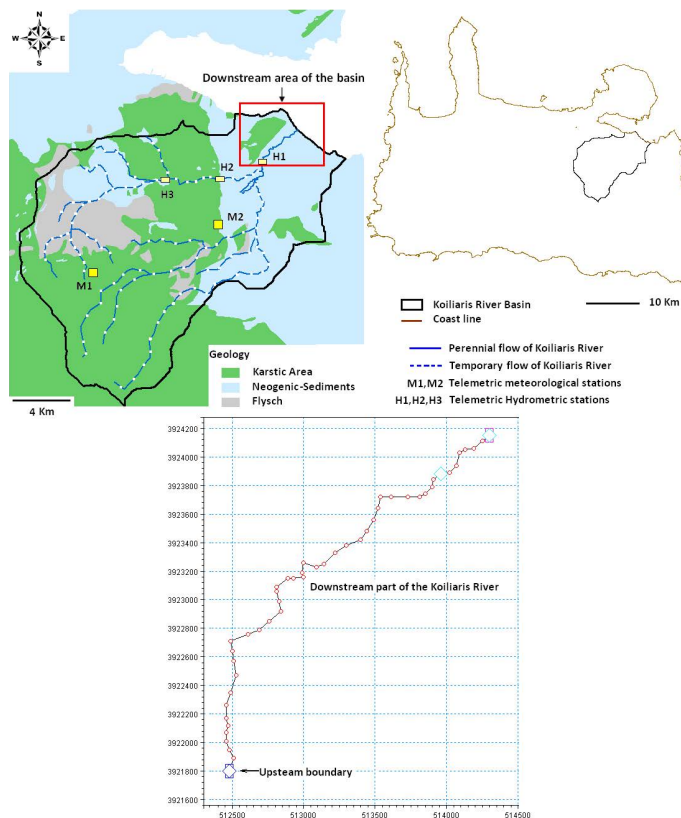 N
W E
S
Downstream area of the basin
H1
H2
H3
M2
M1
Geology
Karstic Area
Neogenic-Sediments
Flysch
4 Km
Koiliaris River Basin
Coast line
10 Km
Perennial flow of Koiliaris River
Temporary flow of Koiliaris River
M1,M2 Telemetric meteorological stations
H1,H2,H3 Telemetric Hydrometric stations
3924200
3924000
3923800
3923600
3923400
3923200
3923000
3922800
3922600
3922400
3922200
3922000
3921800
3921600
Downstream part of the Koiliaris River
Upsteam boundary
512500 513000 513500 514000 514500